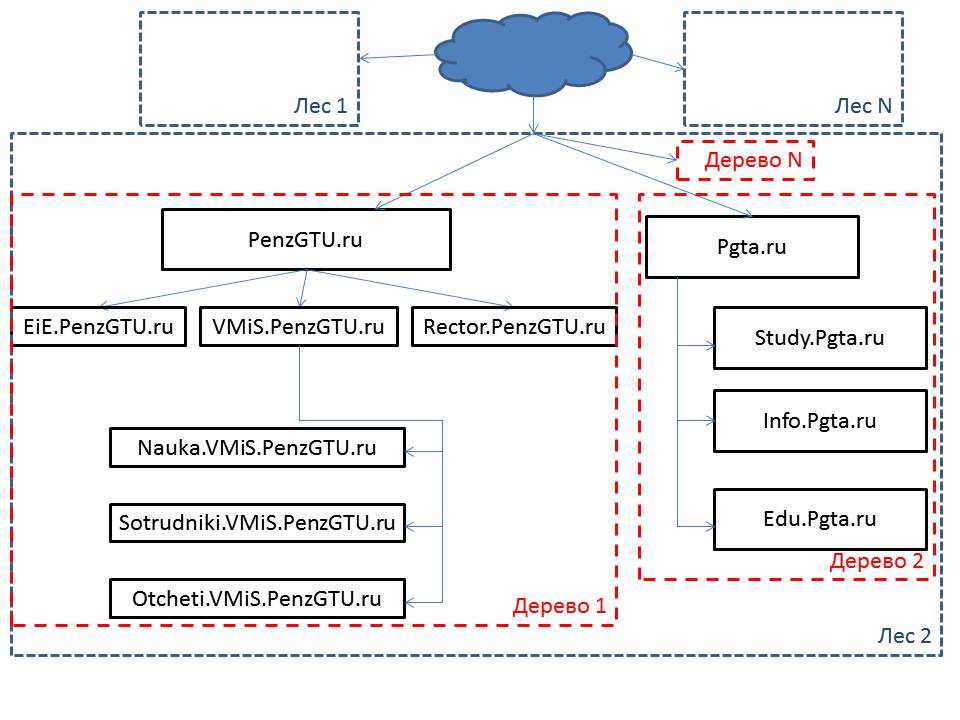 Лес 1
Лес N
Дерево N
PenzGTU.ru
Pgta.ru
EiE.PenzGTU.ru
VMiS.PenzGTU.ru
Rector.PenzGTU.ru
Study.Pgta.ru
Info.Pgta.ru
Nauka.VMiS.PenzGTU.ru
Sotrudniki.VMiS.PenzGTU.ru
Edu.Pgta.ru
Дерево 2
Otcheti.VMiS.PenzGTU.ru
Дерево 1
Лес 2